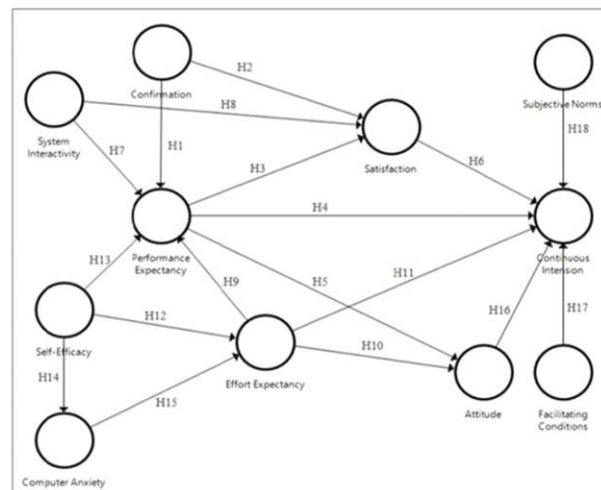 H2
Confirmation
Subjective Norms
H8
System
Interactivity
H18
H7
H1
H6
H3
Satisfaction
H4
H13
Performance
Expectancy
Continuous
Intension
H9
H11
H5
H12
H16
H17
Self-Efficacy
H10
H14
Effort Expectancy
H15
Attitude
Facilitating
Conditions
Computer Anxiety